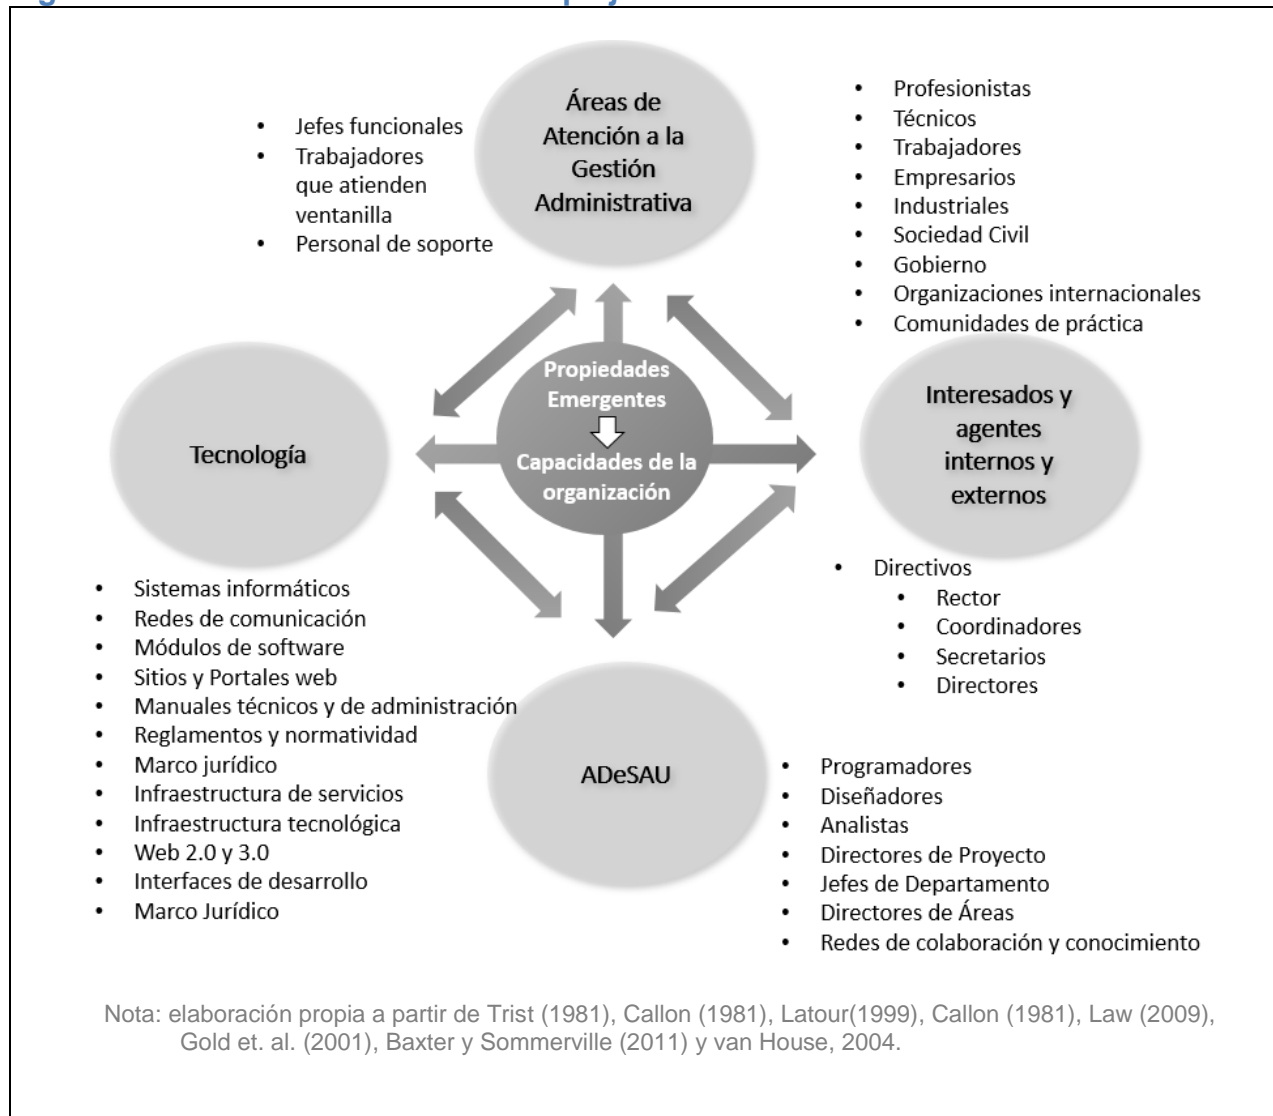 Áreas de
Atención a la
Gestión
Administrativa
• Jefes funcionales
• Trabajadores
que atienden
ventanilla
• Personal de soporte
• Profesionistas
• Técnicos
• Trabajadores
• Empresarios
• Industriales
• Sociedad Civil
• Gobierno
• Organizaciones internacionales
• Comunidades de práctica
Propiedades
Emergentes
Capacidades de la
organización
Tecnología
Interesados y
agentes
internos y
externos
• Sistemas informáticos
• Redes de comunicación
• Módulos de software
• Sitios y Portales web
• Manuales técnicos y de administración
• Reglamentos y normatividad
• Marco jurídico
• Infraestructura de servicios
• Infraestructura tecnológica
• Web 2.0 y 3.0
• Interfaces de desarrollo
• Marco Jurídico
• Directivos
• Rector
• Coordinadores
• Secretarios
• Directores
ADeSAU
• Programadores
• Diseñadores
• Analistas
• Directores de Proyecto
• Jefes de Departamento
• Directores de Áreas
• Redes de colaboración y conocimiento
Nota: elaboración propia a partir de Trist (1981), Callon (1981), Latour(1999), Callon (1981), Law (2009),
Gold et. al. (2001), Baxter y Sommerville (2011) y van House, 2004.